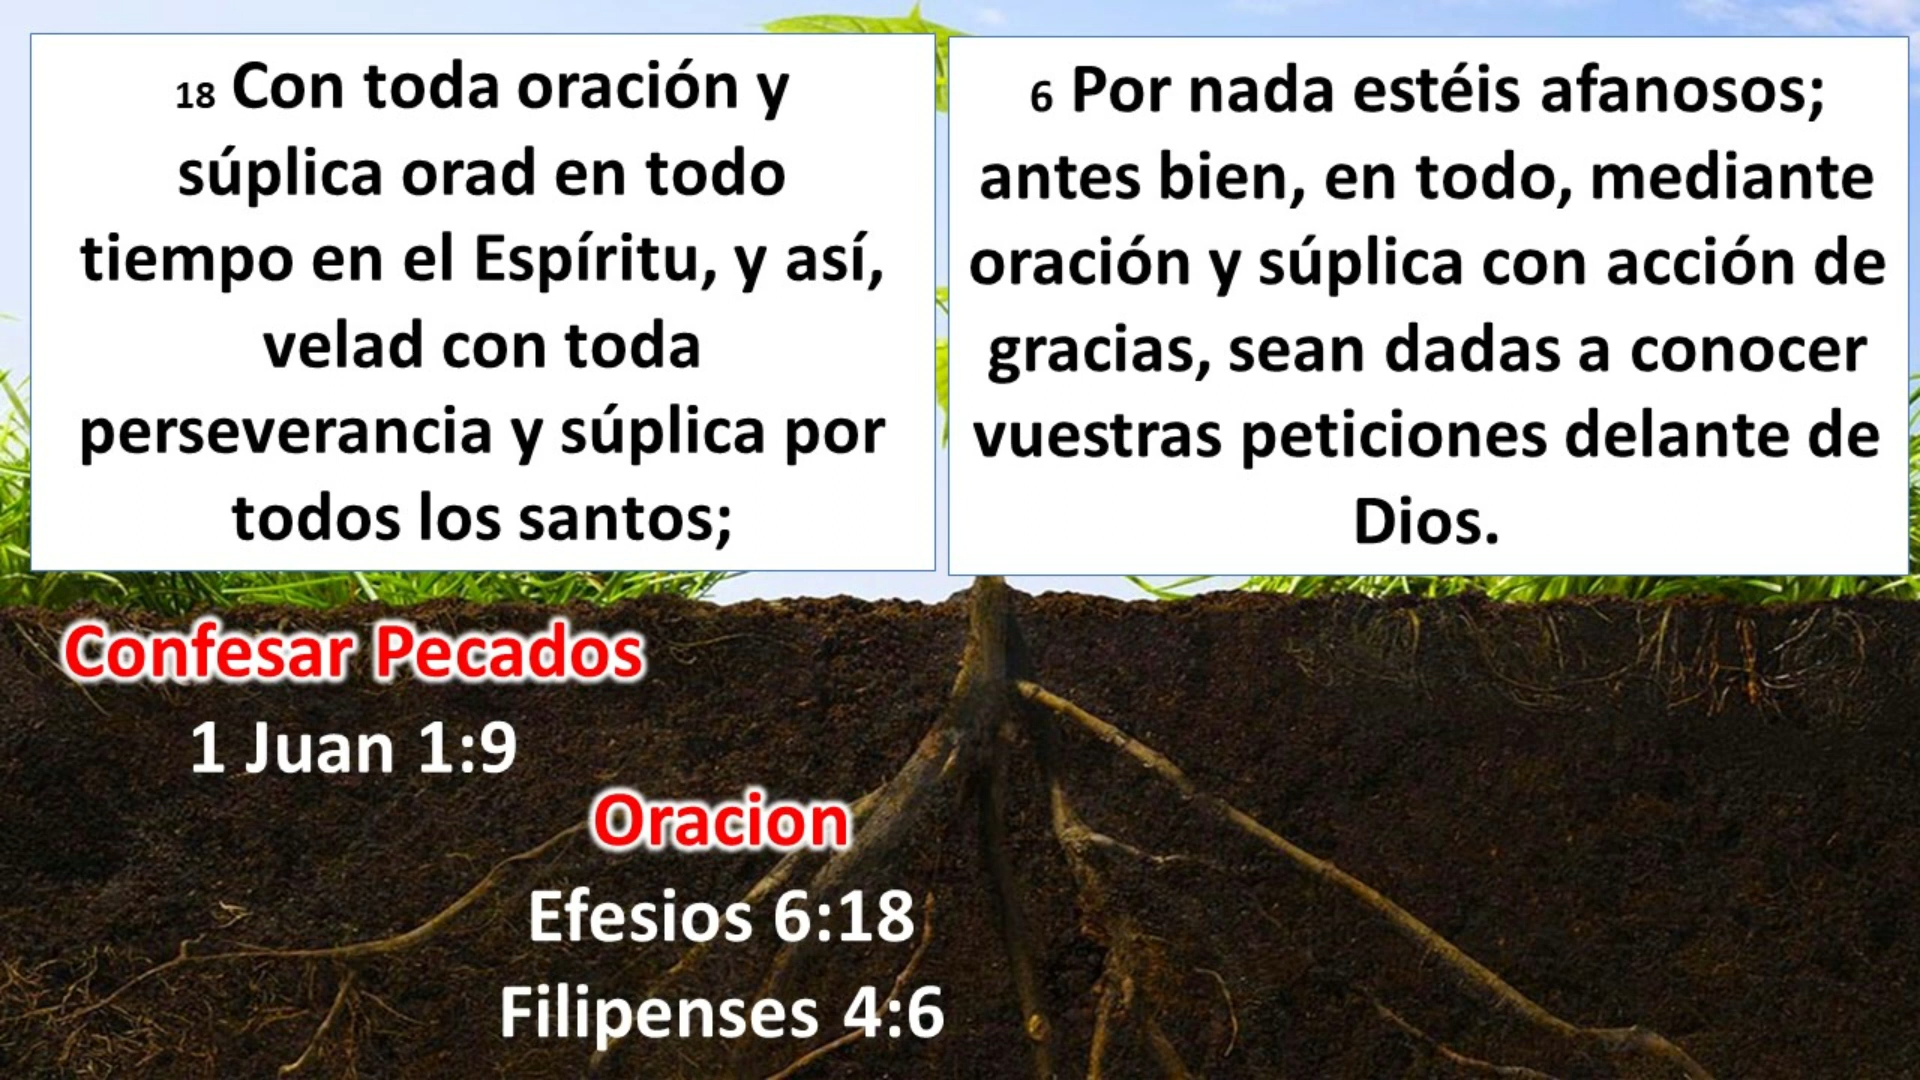 18 Con toda oración y
súplica orad en todo
tiempo en el Espíritu, y así,
velad con toda
perseverancia y súplica por
todos los santos;
6 Por nada estéis afanosos;
antes bien, en todo, mediante
oración y súplica con acción de
gracias, sean dadas a conocer
vuestras peticiones delante de
Dios.
Confesar Pecados
1 Juan 1:9
Oracion
Efesios 6:18
Filipenses 4:6